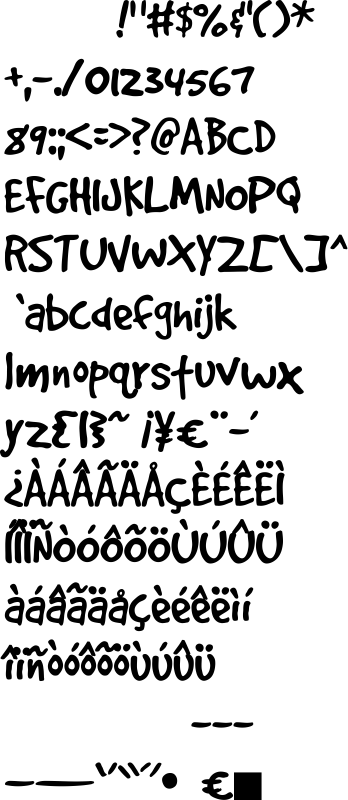 !"#$%&'()*
+,-./01234567
89:;<=>?@ABCD
EFGHIJKLMNOPQ
RSTUVWXYZ[\]^
`abcdefghijk
lmnopqrstuvwx
yz{|}~ ¡¥€¨-´
¿ÀÁÂÃÄÅÇÈÉÊËÌ
ÍÎÏÑÒÓÔÕÖÙÚÛÜ
àáâãäåçèéêëìí
îïñòóôõöùúûü
---
——‘’‘’“”• €■